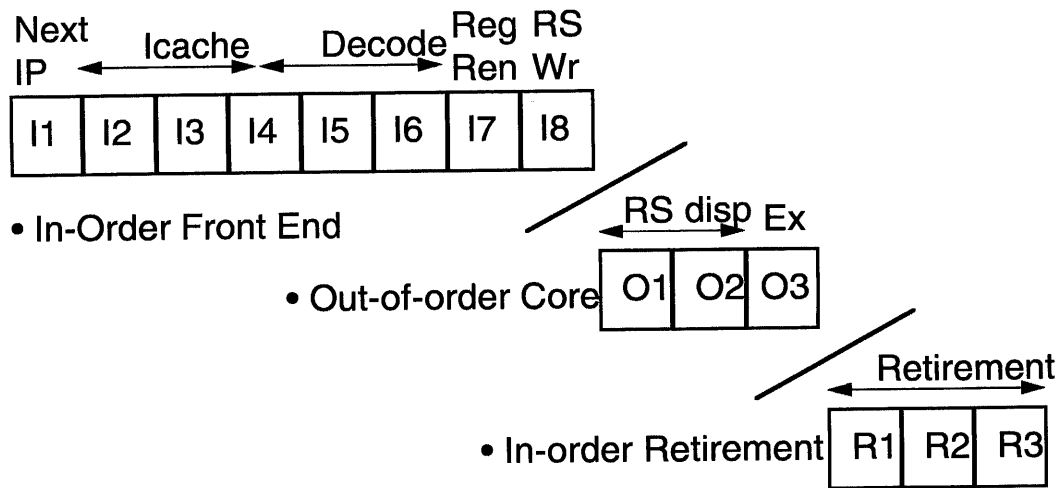 Next IP
Icache
Decode
Reg Ren
RS Wr
I1 I2 I3 I4 I5 I6 I7 I8
• In-Order Front End
RS disp
Ex
• Out-of-order Core
O1 O2 O3
Retirement
• In-order Retirement
R1 R2 R3